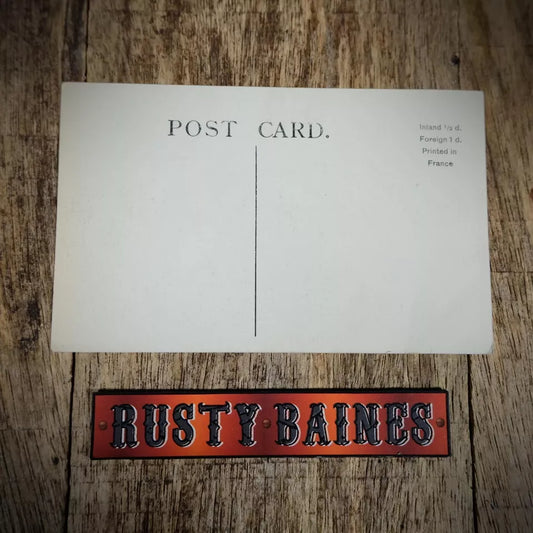 POST CARD.
Inland ½ d.
Foreign 1 d.
Printed in
France
RUSTY BAINES